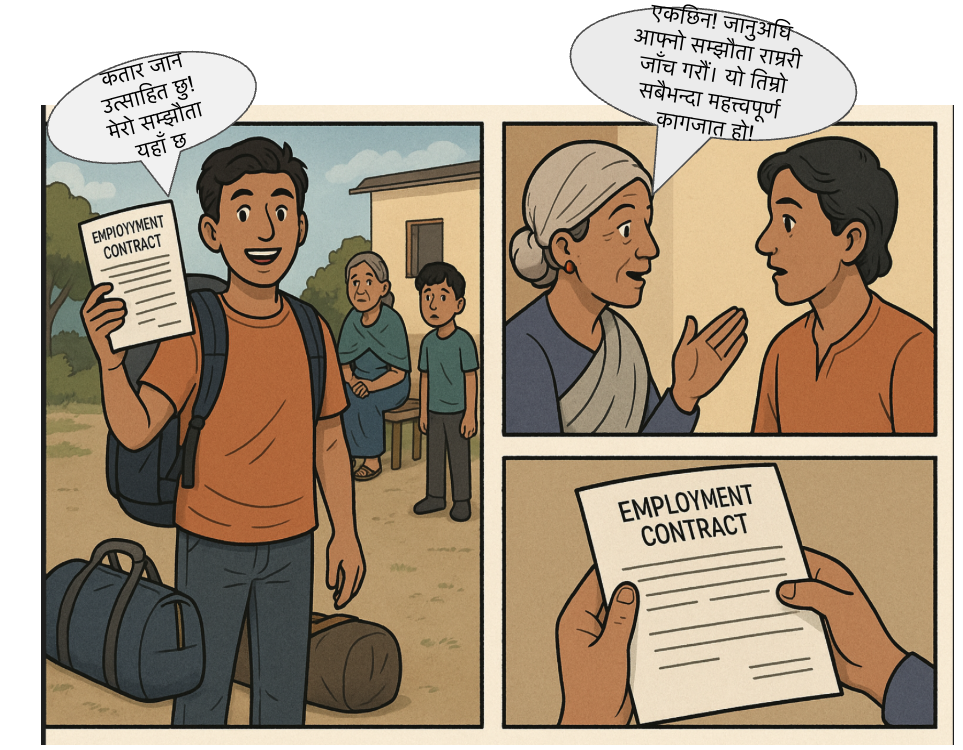 कतार जान
उत्साहित छु!
मेरो सम्झौता
यहाँ छ
EMPIOYYMENT
CONTRACT
एकछिन! जानुअघि
आफ्नो सम्झौता राम्ररी
जाँच गरौं। यो तिम्रो
सबैभन्दा महत्त्वपूर्ण
कागजात हो!
EMPLOYMENT
CONTRACT